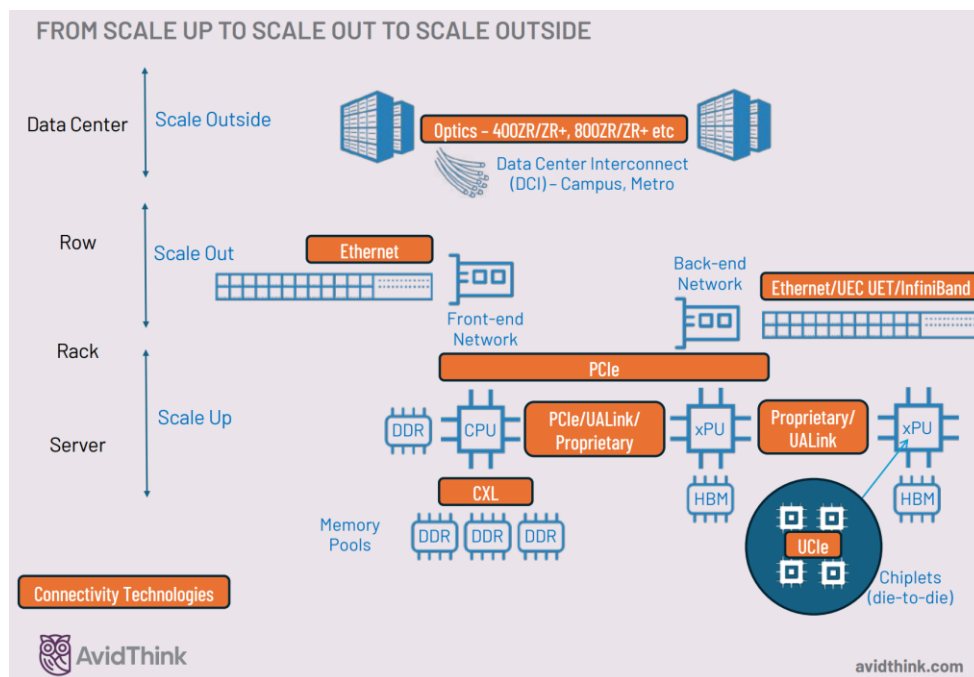 FROM SCALE UP TO SCALE OUT TO SCALE OUTSIDE
Data Center
Scale Outside
Optics – 400ZR/ZR+, 800ZR/ZR+ etc
Data Center Interconnect
(DCI) – Campus, Metro
Row
Scale Out
Ethernet
Front-end
Network
Back-end
Network
Ethernet/UEC UET/InfiniBand
Rack
PCIe
Scale Up
Server
DDR
CPU
PCIe/UALink/
Proprietary
xPU
Proprietary/
UALink
xPU
CXL
HBM
HBM
Memory
Pools
DDR
DDR
DDR
UCIe
Chiplets
(die-to-die)
Connectivity Technologies
AvidThink
avidthink.com